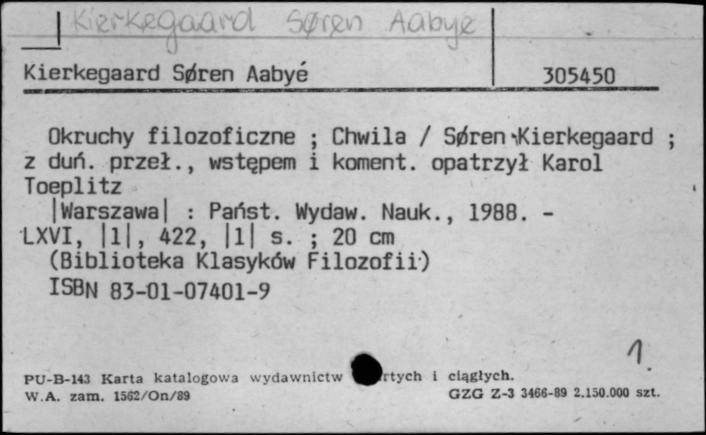 Kierkegaard Søren Aabye
Kierkegaard Søren Aabyé 305450
Okruchy filozoficzne ; Chwila / Søren Kierkegaard ;
z duń. przeł., wstępem i koment. opatrzył Karol
Toeplitz
|Warszawa| : Państ. Wydaw. Nauk., 1988. -
LXVI, |1|, 422, |1| s. ; 20 cm
(Biblioteka Klasyków Filozofii)
ISBN 83-01-07401-9
1.
PU-B-143 Karta katalogowa wydawnictw rtych i ciągłych.
W.A. zam. 1562/On/89 GZG Z-3 3466-89 2.150.000 szt.